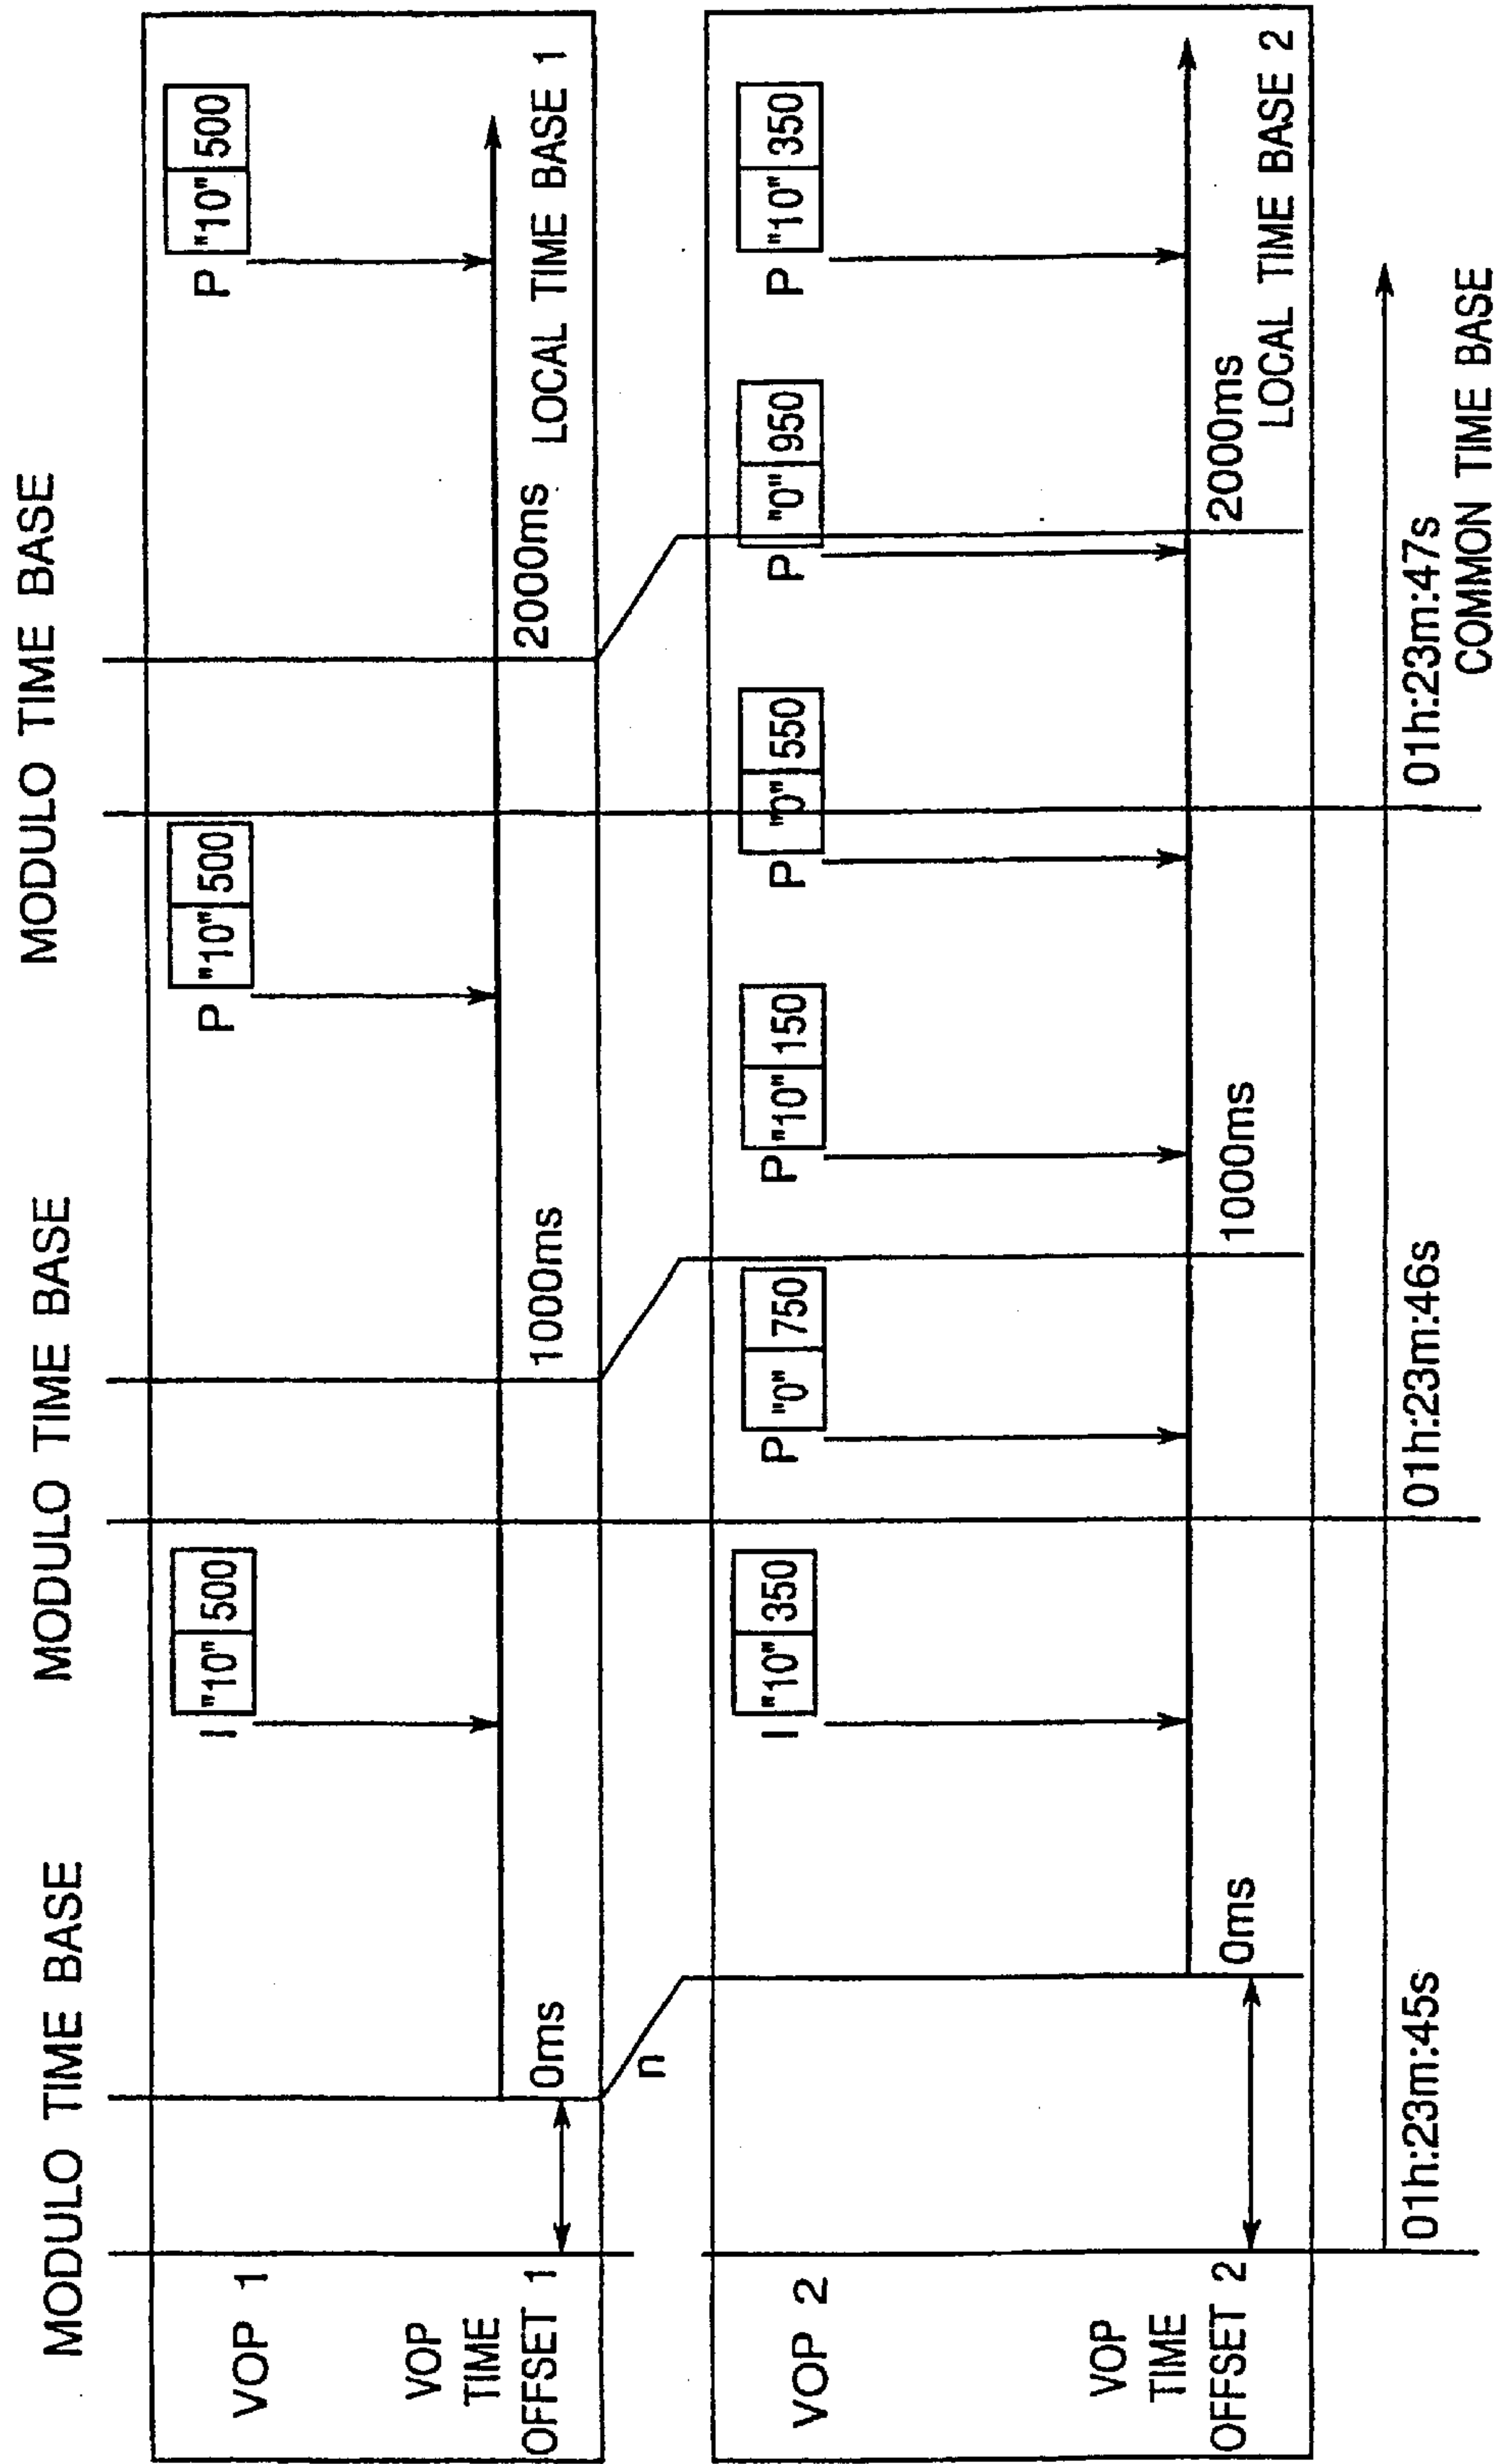 MODULO TIME BASE
MODULO TIME BASE
MODULO TIME BASE
VOP 1
I "10" 500
P "10" 500
P "10" 500
VOP
TIME
OFFSET 1
0ms
1000ms
2000ms
LOCAL TIME BASE 1
n
VOP 2
I "10" 350
P "0" 750
P "10" 150
P "0" 550
P "0" 950
P "10" 350
VOP
TIME
OFFSET 2
0ms
1000ms
2000ms
LOCAL TIME BASE 2
01h:23m:45s
01h:23m:46s
01h:23m:47s
COMMON TIME BASE